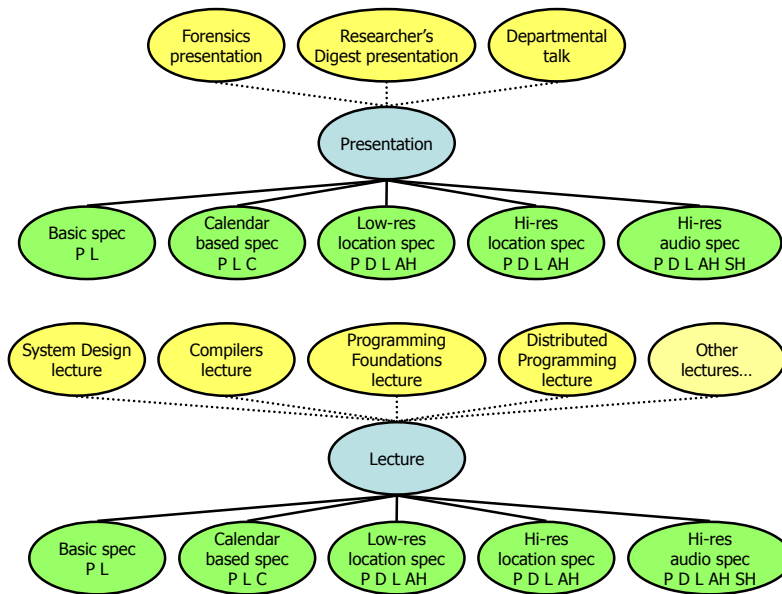 Forensics
presentation
Researcher's
Digest presentation
Departmental
talk
Presentation
Basic spec
P L
Calendar
based spec
P L C
Low-res
location spec
P D L AH
Hi-res
location spec
P D L AH
Hi-res
audio spec
P D L AH SH
System Design
lecture
Compilers
lecture
Programming
Foundations
lecture
Distributed
Programming
lecture
Other
lectures...
Lecture
Basic spec
P L
Calendar
based spec
P L C
Low-res
location spec
P D L AH
Hi-res
location spec
P D L AH
Hi-res
audio spec
P D L AH SH